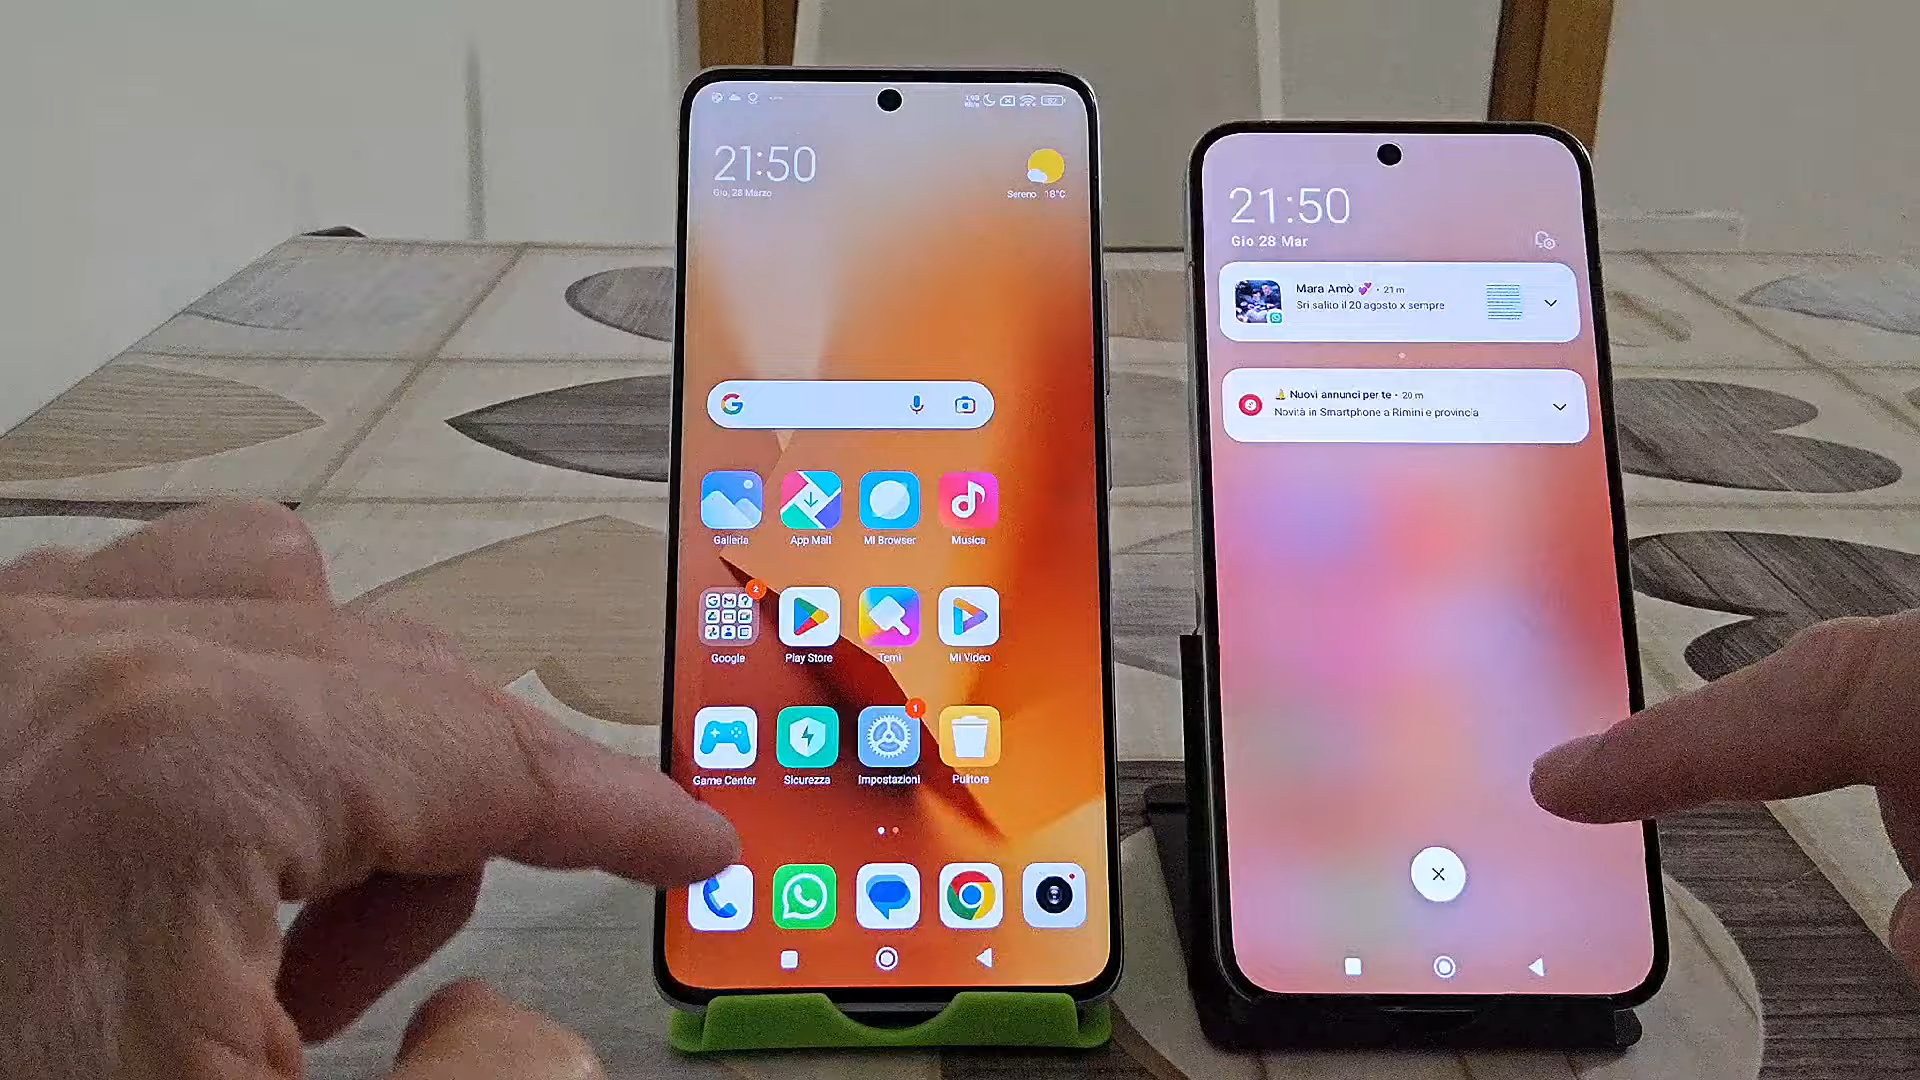 21:50
Gio, 28 Marzo
Sereno 18°C
Galleria
App Mall
Mi Browser
Musica
2
Google
Play Store
Temi
Mi Video
1
Game Center
Sicurezza
Impostazioni
Pulitore
21:50
Gio 28 Mar
Mara Amò 💞 • 21 m
Sri salito il 20 agosto x sempre
🔔 Nuovi annunci per te • 20 m
Novità in Smartphone a Rimini e provincia